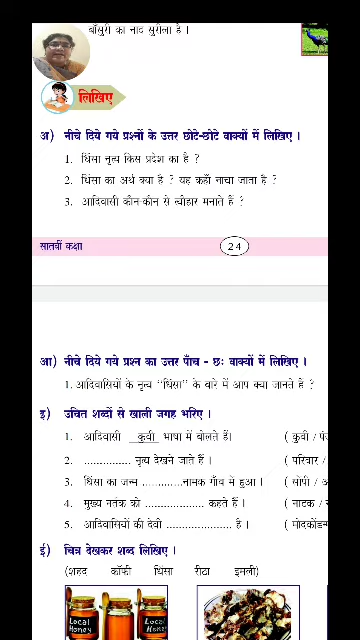 बाँसुरी का नाद सुरीला है ।
लिखिए
अ) नीचे दिये गये प्रश्नों के उत्तर छोटे-छोटे वाक्यों में लिखिए ।
1. धिंसा नृत्य किस प्रदेश का है ?
2. धिंसा का अर्थ क्या है ? यह कहाँ नाचा जाता है ?
3. आदिवासी कौन-कौन से त्यौहार मनाते हैं ?
सातवीं कक्षा 24
आ) नीचे दिये गये प्रश्न का उत्तर पाँच - छः वाक्यों में लिखिए ।
1. आदिवासियों के नृत्य “धिंसा” के बारे में आप क्या जानते है ?
इ) उचित शब्दों से खाली जगह भरिए ।
1. आदिवासी कुवी भाषा में बोलते हैं। ( कुवी /
2. .............. नृत्य देखने जाते हैं । ( परिवार /
3. धिंसा का जन्म ............नामक गाँव में हुआ । ( सोपी /
4. मुख्य नर्तक को .................. कहते हैं । ( नाटक /
5. आदिवासियों की देवी .................... है । (
ई) चित्र देखकर शब्द लिखिए ।
(शहद कॉफी धिंसा रीठा इमली)
Local Honey Local Honey